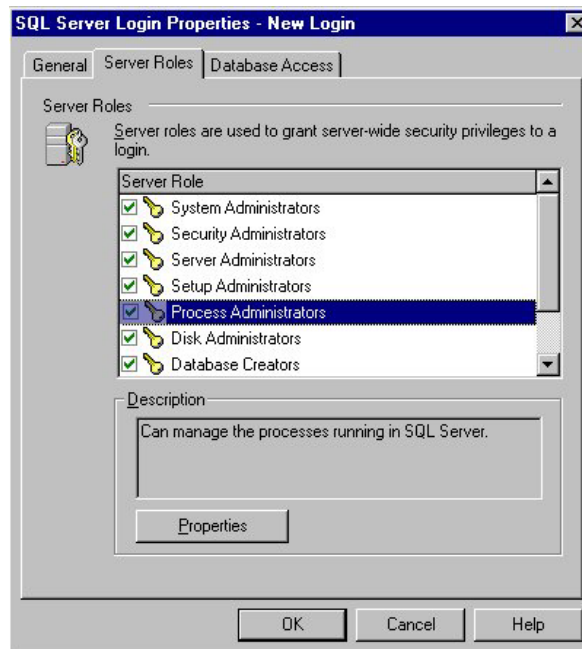 SQL Server Login Properties - New Login
General
Server Roles
Database Access
Server Roles
Server roles are used to grant server-wide security privileges to a
login.
Server Role
System Administrators
Security Administrators
Server Administrators
Setup Administrators
Process Administrators
Disk Administrators
Database Creators
Description
Can manage the processes running in SQL Server.
Properties
OK
Cancel
Help